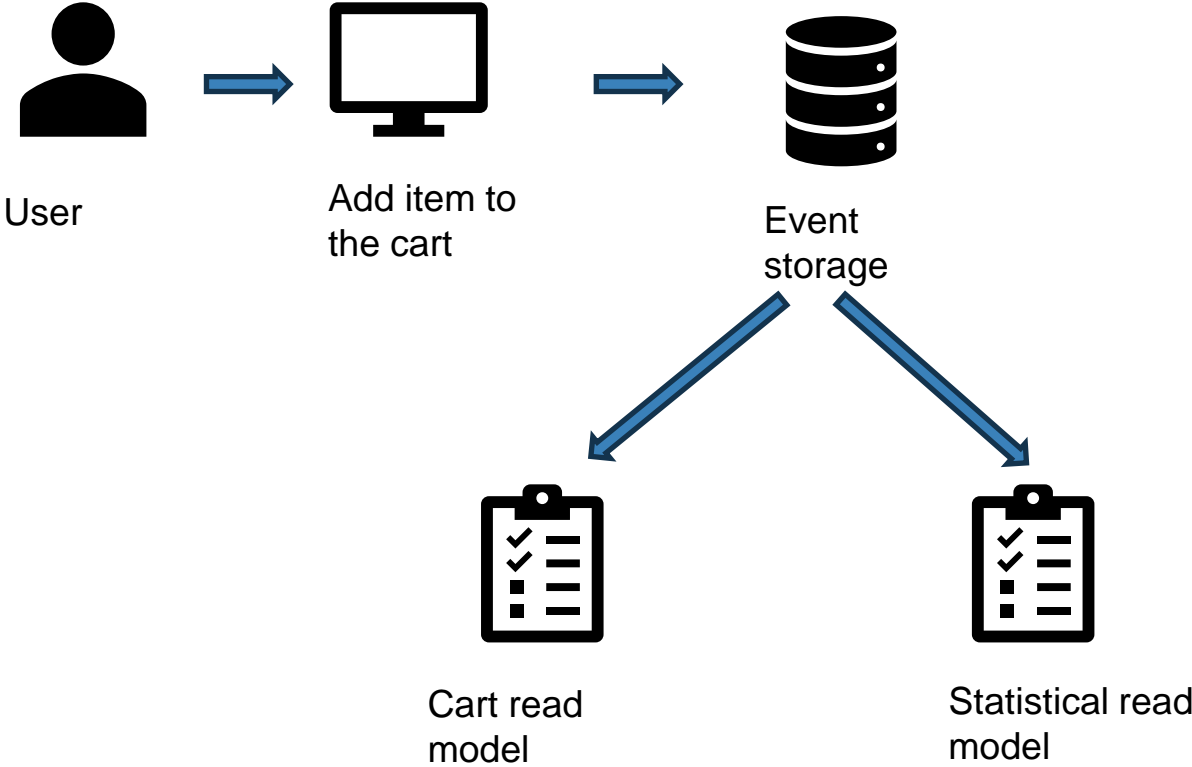 User
Add item to
the cart
Event
storage
Cart read
model
Statistical read
model